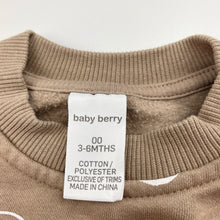 baby berry
00
3-6MTHS
COTTON /
POLYESTER
EXCLUSIVE OF TRIMS
MADE IN CHINA